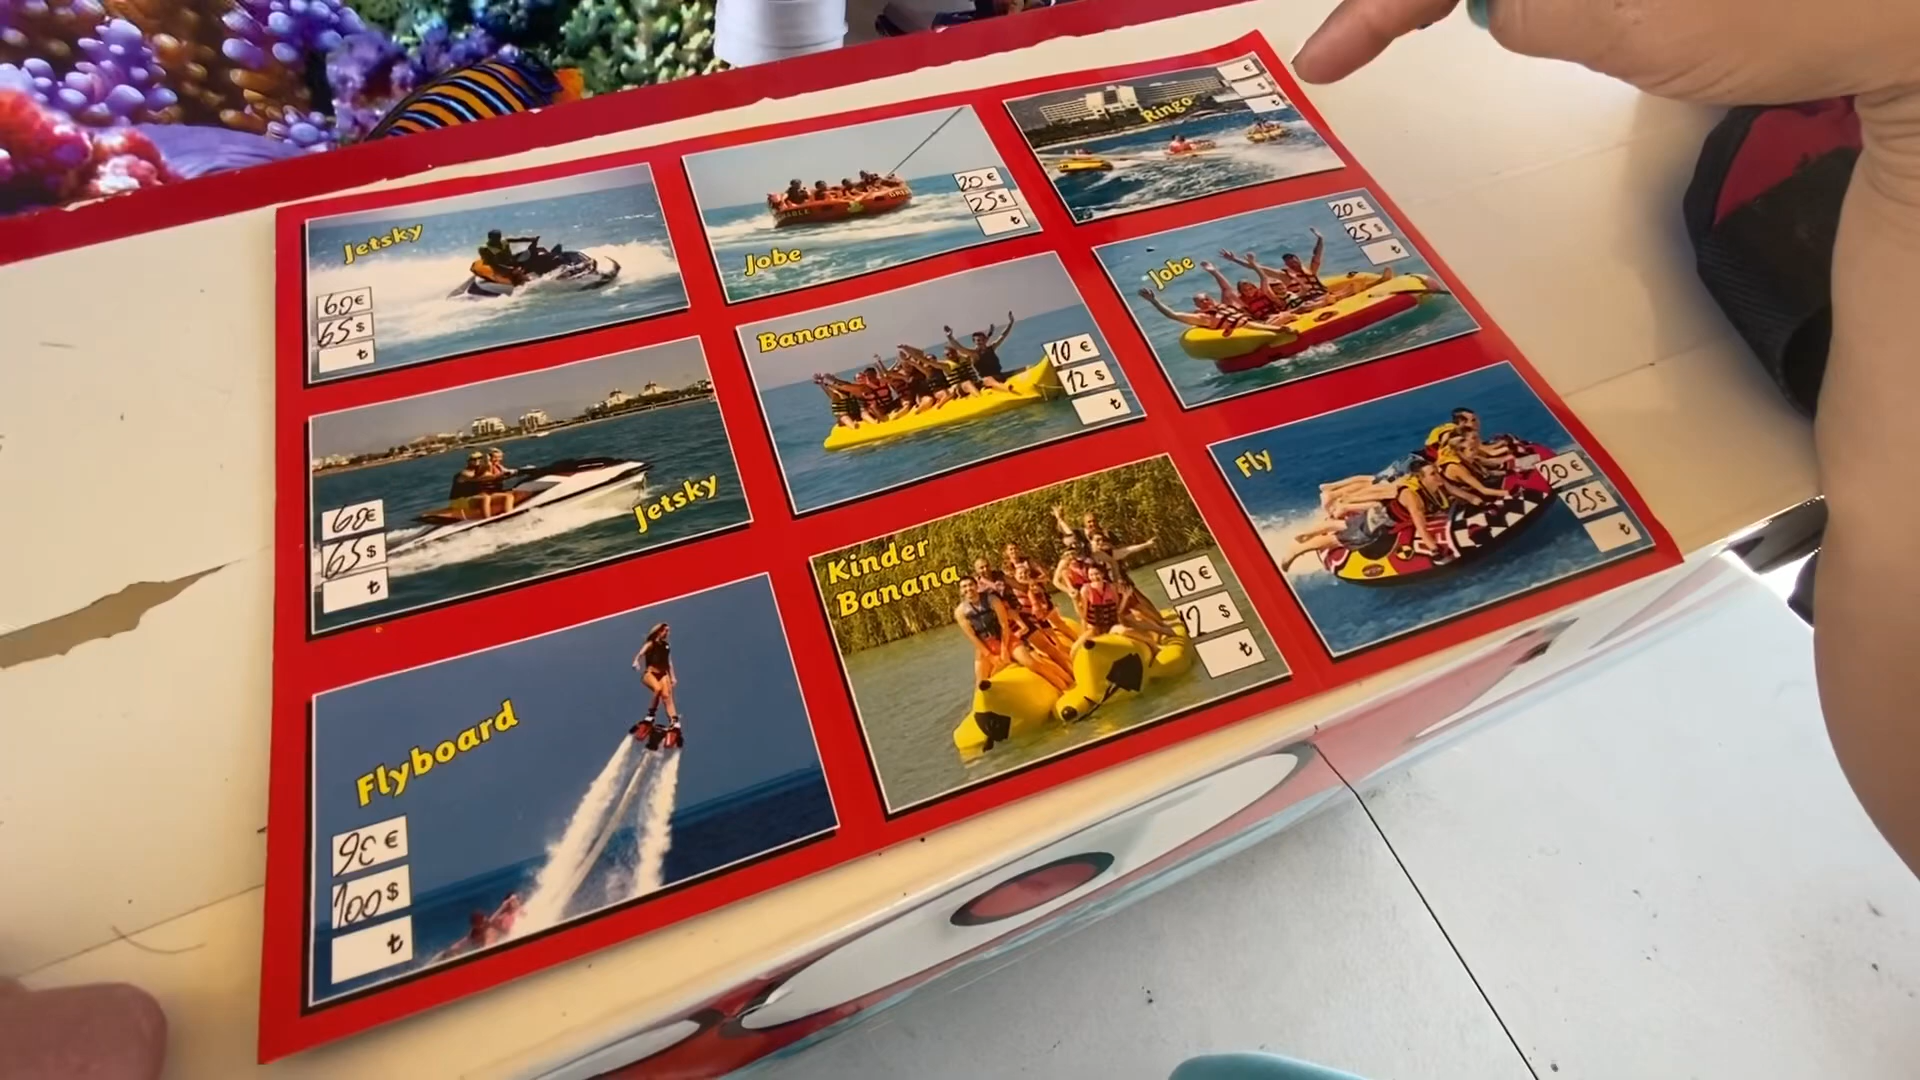 Jetsky
60€
65$
₺
Jobe
20€
25$
₺
Ringo
€
$
₺
Jetsky
60€
65$
₺
Banana
10€
12$
₺
Jobe
20€
25$
₺
Flyboard
90€
100$
₺
Kinder
Banana
10€
12$
₺
Fly
20€
25$
₺